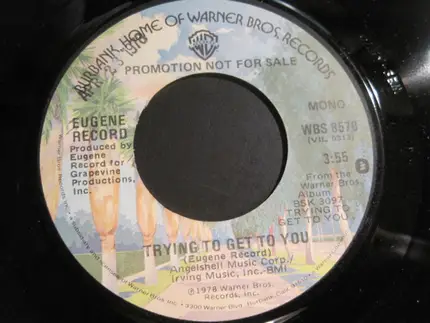 BURBANK, HOME OF WARNER BROS. RECORDS
PROMOTION NOT FOR SALE
MONO
EUGENE
RECORD
Produced by
Eugene
Record for
Grapevine
Productions,
Inc.
WBS 8570
3:55
From the
Warner Bros.
Album
BSK 3097
TRYING TO
GET TO YOU
TRYING TO GET TO YOU
(Eugene Record)
Angelshell Music Corp./
Irving Music, Inc.-BMI
℗1978 Warner Bros.
Records, Inc.